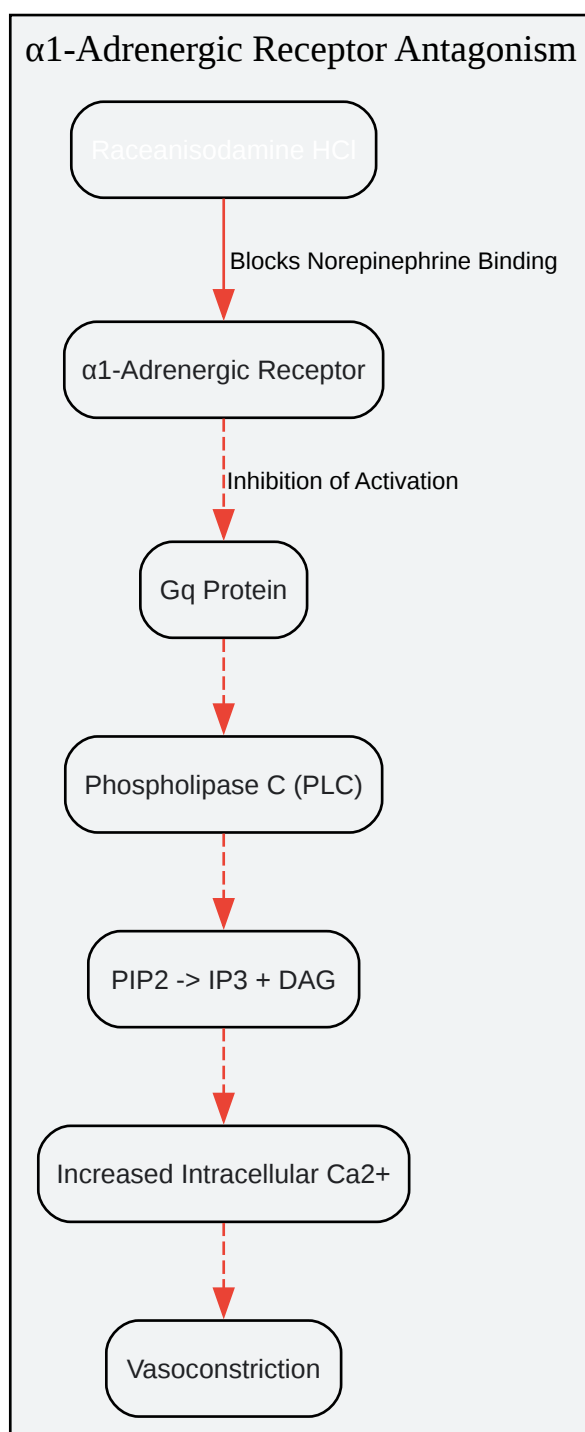 α1-Adrenergic Receptor Antagonism
Raceanisodamine HCl
Blocks Norepinephrine Binding
α1-Adrenergic Receptor
Inhibition of Activation
Gq Protein
Phospholipase C (PLC)
PIP2 -> IP3 + DAG
Increased Intracellular Ca2+
Vasoconstriction